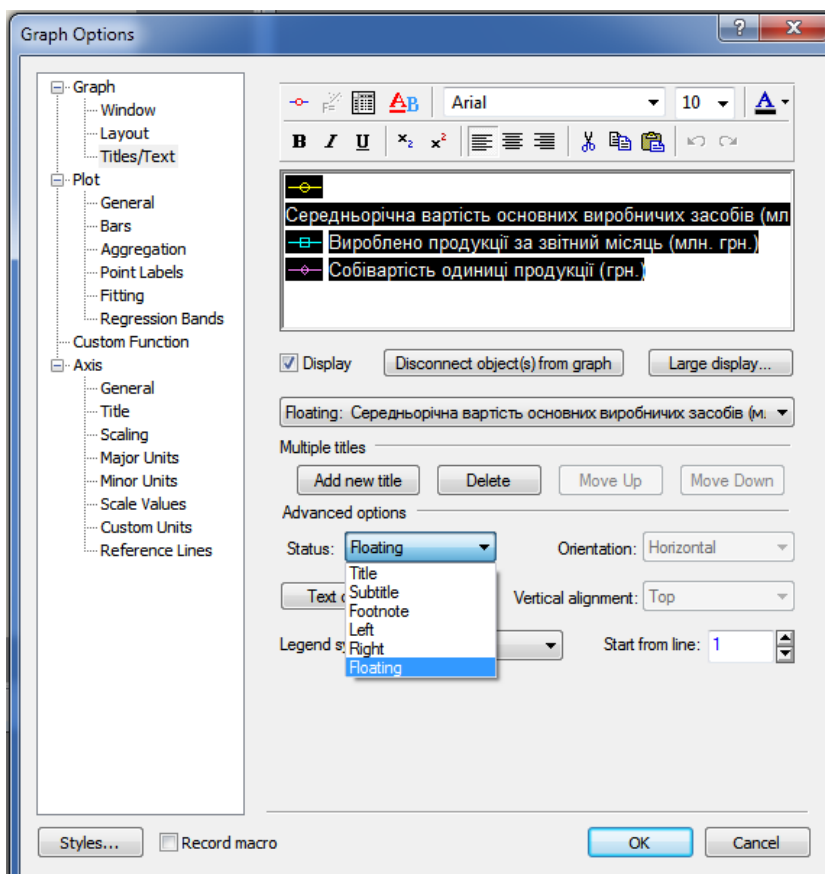 Graph Options
?
X
Graph
Window
Layout
Titles/Text
Plot
General
Bars
Aggregation
Point Labels
Fitting
Regression Bands
Custom Function
Axis
General
Title
Scaling
Major Units
Minor Units
Scale Values
Custom Units
Reference Lines
F= AB Arial 10 A
B I U x₂ x²
Середньорічна вартість основних виробничих засобів (мл
Вироблено продукції за звітний місяць (млн. грн.)
Собівартість одиниці продукції (грн.)
Display Disconnect object(s) from graph Large display...
Floating: Середньорічна вартість основних виробничих засобів (м.
Multiple titles
Add new title Delete Move Up Move Down
Advanced options
Status: Floating Orientation: Horizontal
Title
Subtitle
Footnote
Left
Right
Floating
Text Vertical alignment: Top
Legend Start from line: 1
Styles... Record macro OK Cancel